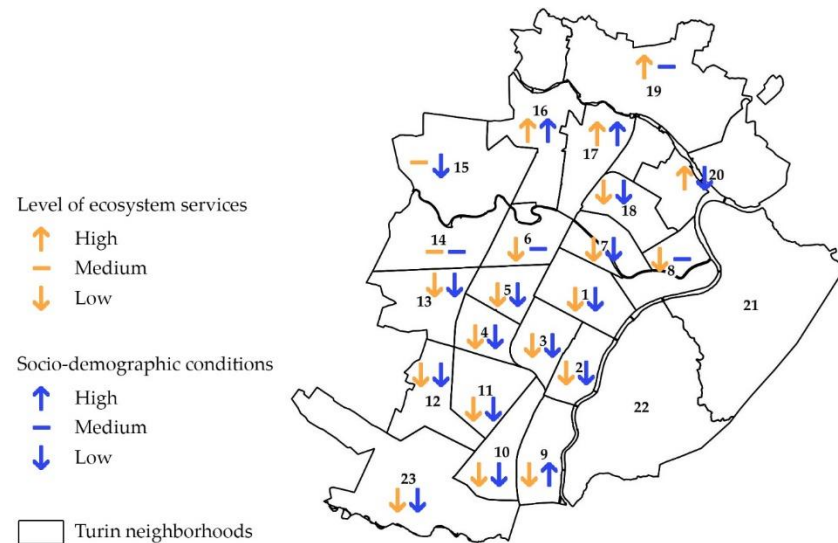 19
16
17
15
20
18
Level of ecosystem services
High
Medium
Low
14
6
7
8
21
13
5
1
4
3
2
Socio-demographic conditions
High
Medium
Low
12
11
22
10
9
23
Turin neighborhoods